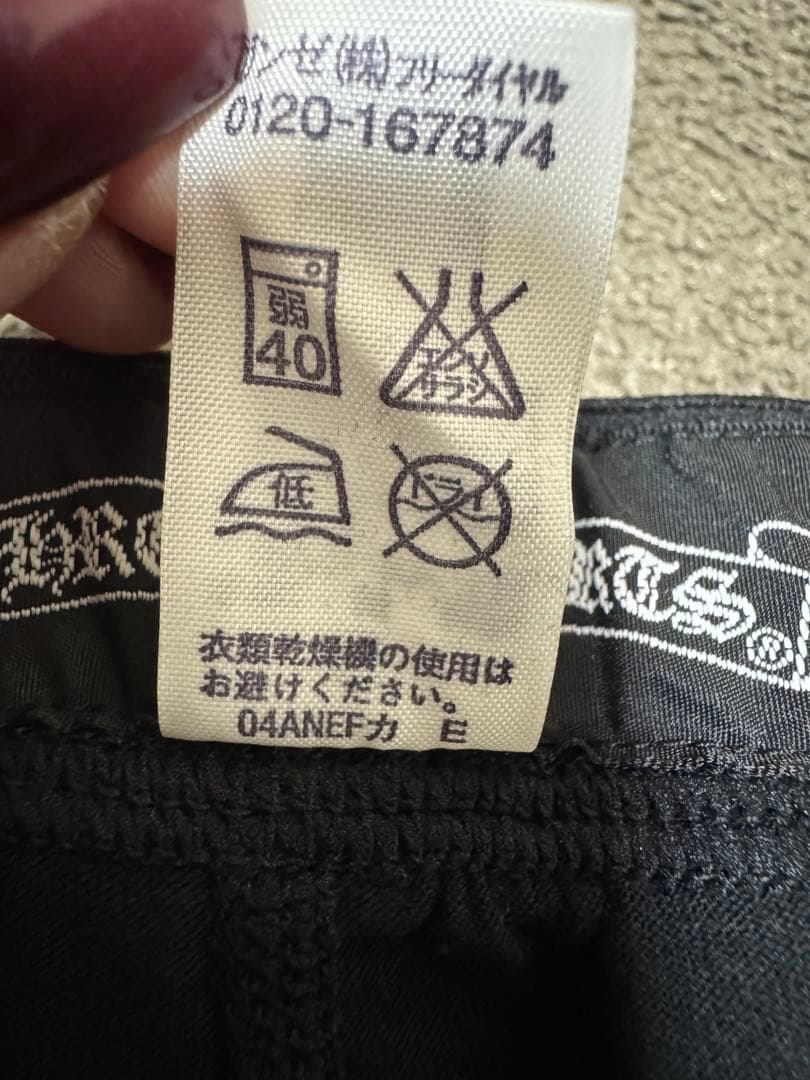 ガンゼ(株)フリーダイヤル
0120-167874
弱
40
エンソ
サラシ
低
ドライ
RTS®
衣類乾燥機の使用は
お避けください。
04ANEFカ E